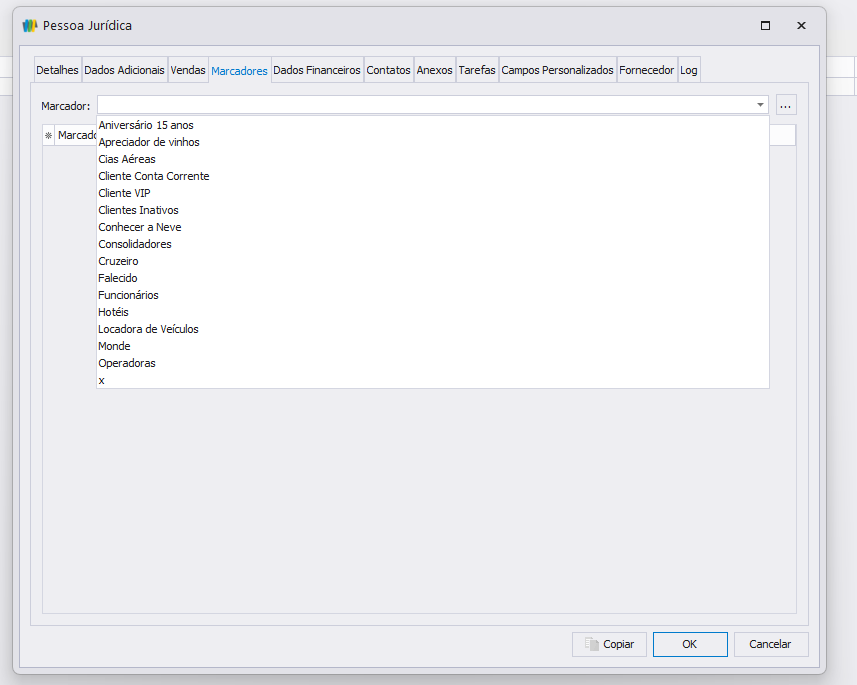 Pessoa Jurídica
Detalhes Dados Adicionais Vendas Marcadores Dados Financeiros Contatos Anexos Tarefas Campos Personalizados Fornecedor Log
Marcador: ...
Aniversário 15 anos
Apreciador de vinhos
Cias Aéreas
Cliente Conta Corrente
Cliente VIP
Clientes Inativos
Conhecer a Neve
Consolidadores
Cruzeiro
Falecido
Funcionários
Hotéis
Locadora de Veículos
Monde
Operadoras
x
Copiar OK Cancelar